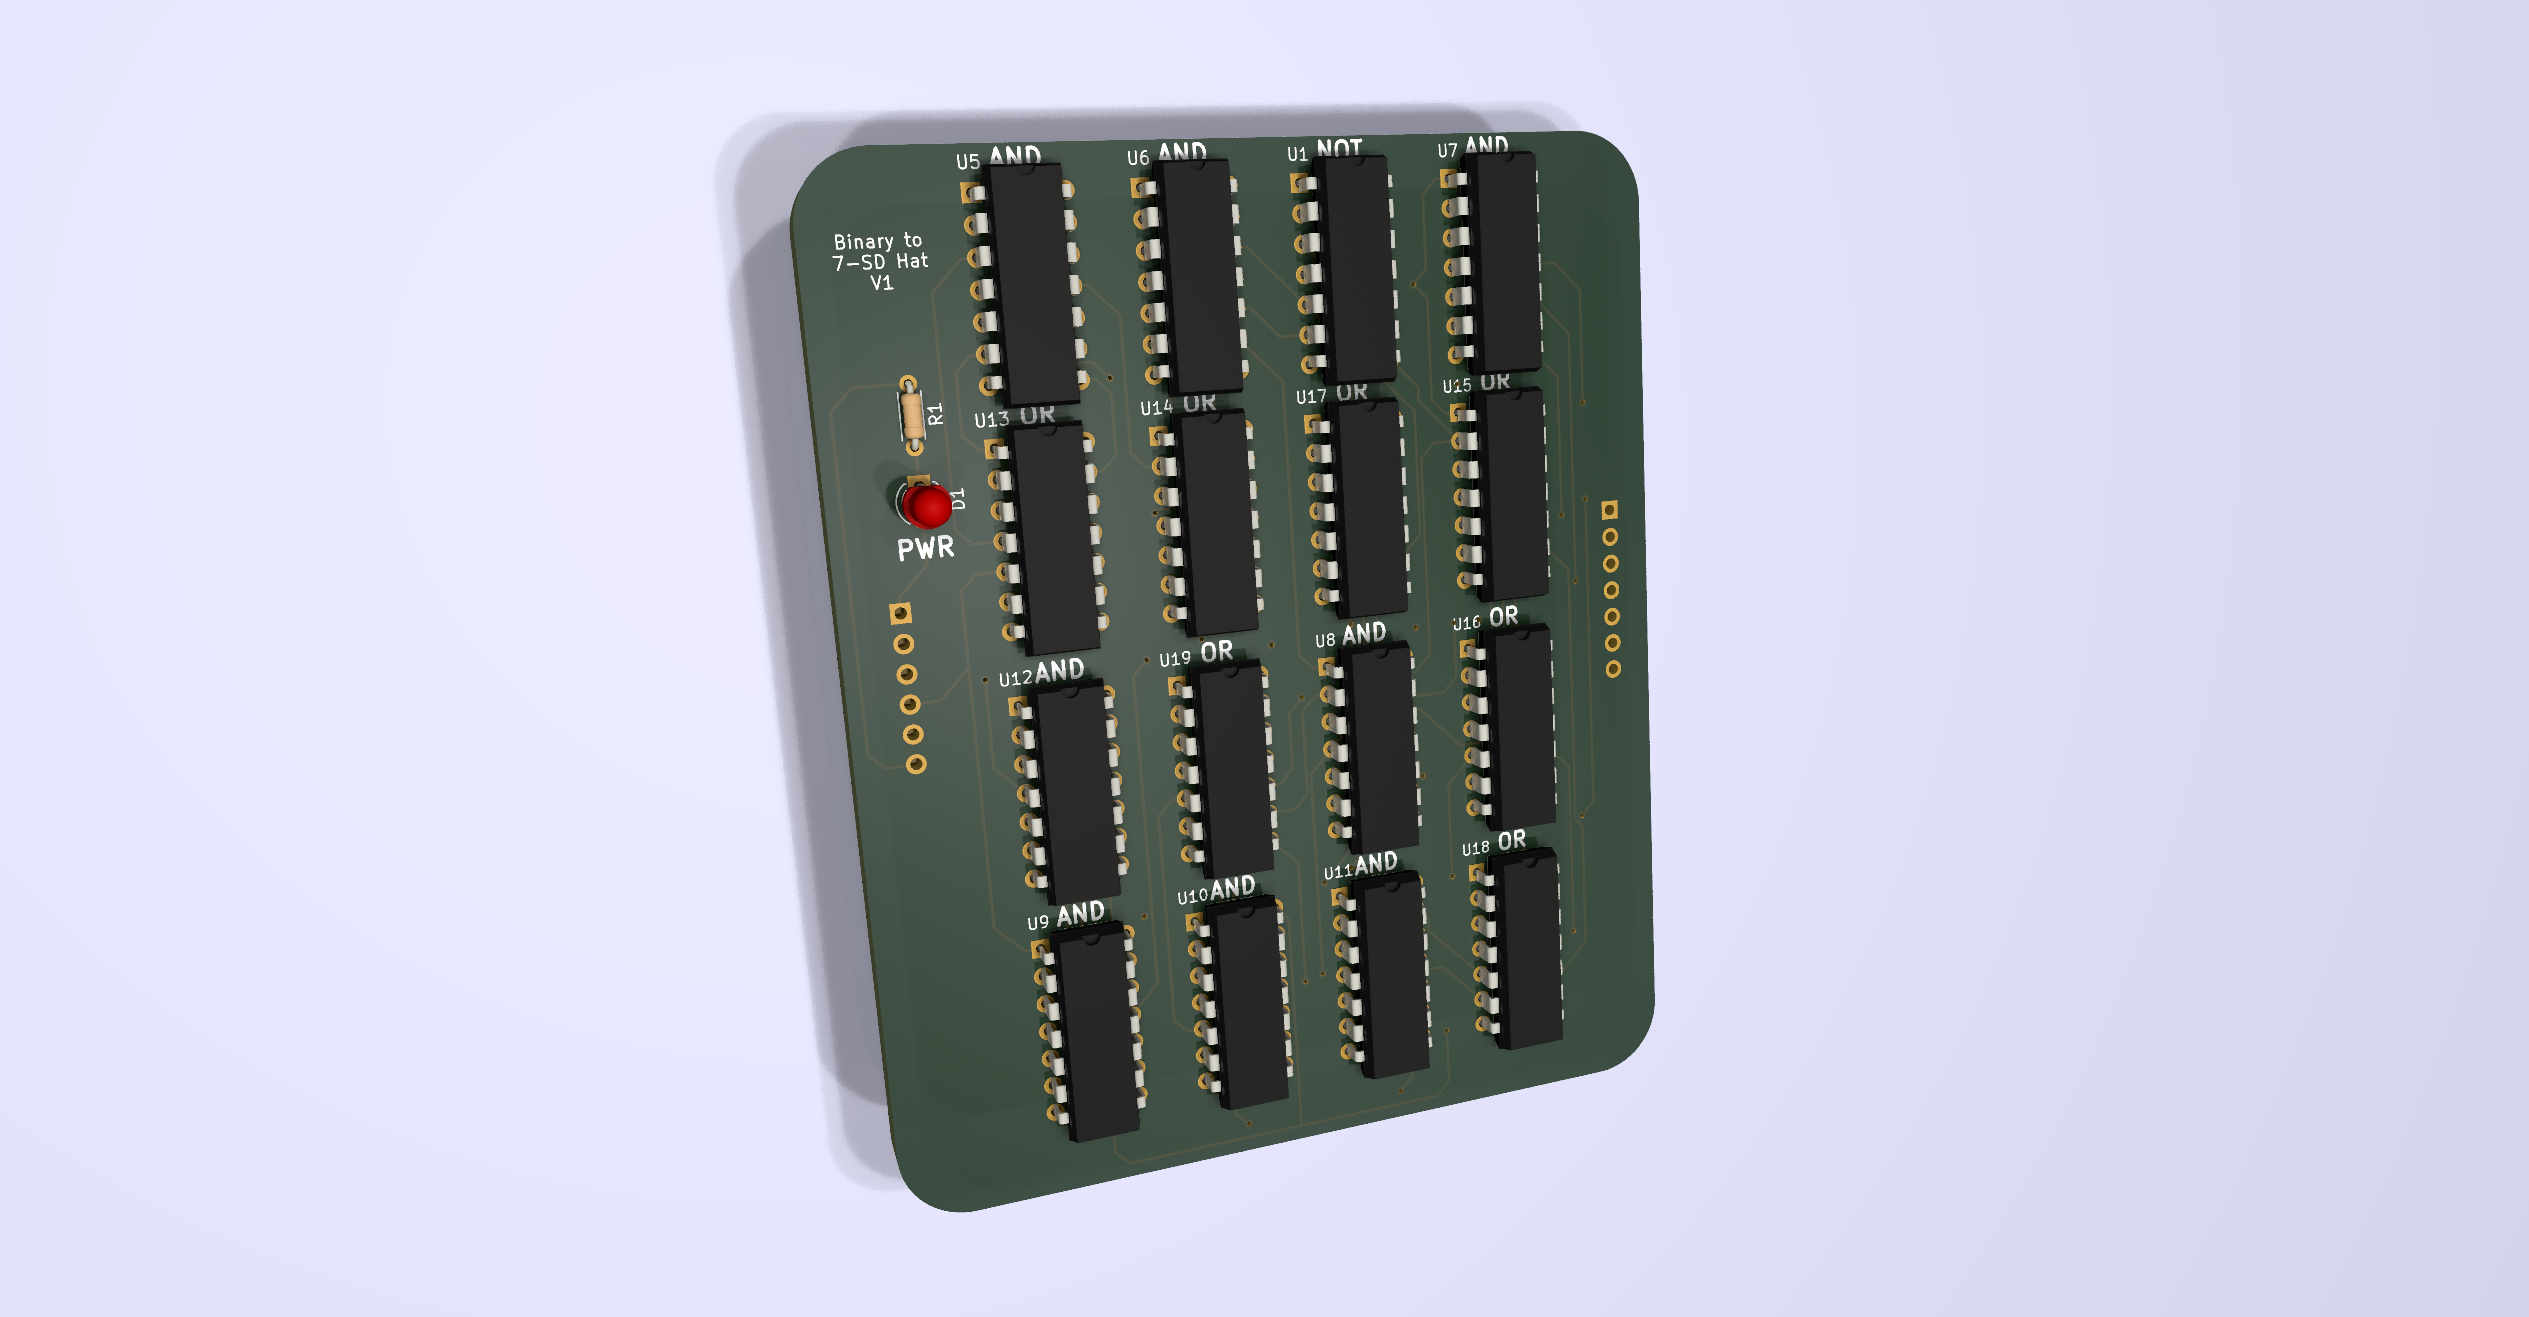 U5 AND
U6 AND
U1 NOT
U7 AND
Binary to
7-SD Hat
V1
R1
D1
PWR
U13 OR
U14 OR
U17 OR
U15 OR
U12 AND
U19 OR
U8 AND
U16 OR
U9 AND
U10 AND
U11 AND
U18 OR